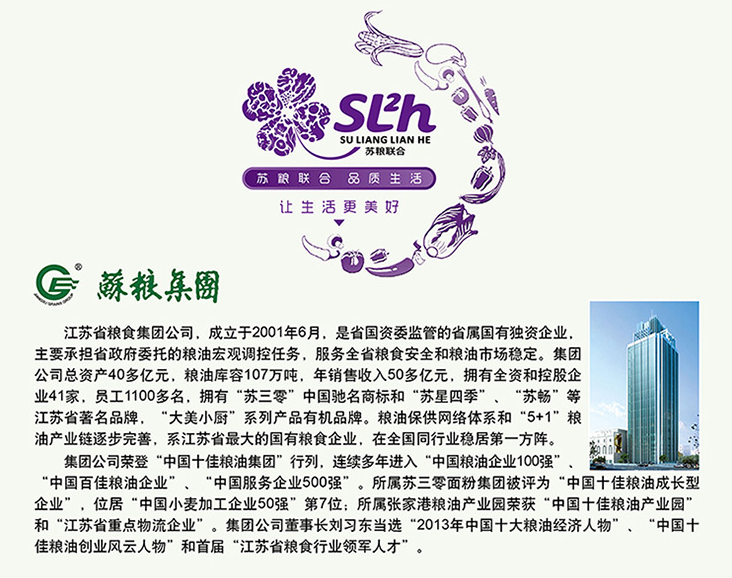 SL²h
SU LIANG LIAN HE
苏粮联合
苏粮联合 品质生活
让生活更美好
®
JIANGSU GRAINS GROUP
蘇粮集團
江苏省粮食集团公司，成立于2001年6月，是省国资委监管的省属国有独资企业，
主要承担省政府委托的粮油宏观调控任务，服务全省粮食安全和粮油市场稳定。集团
公司总资产40多亿元，粮油库容107万吨，年销售收入50多亿元，拥有全资和控股企
业41家，员工1100多名，拥有“苏三零”中国驰名商标和“苏星四季”、“苏畅”等
江苏省著名品牌，“大美小厨”系列产品有机品牌。粮油保供网络体系和“5+1”粮
油产业链逐步完善，系江苏省最大的国有粮食企业，在全国同行业稳居第一方阵。
集团公司荣登“中国十佳粮油集团”行列，连续多年进入“中国粮油企业100强”、
“中国百佳粮油企业”、“中国服务企业500强”。所属苏三零面粉集团被评为“中国十佳粮油成长型
企业”，位居“中国小麦加工企业50强”第7位；所属张家港粮油产业园荣获“中国十佳粮油产业园”
和“江苏省重点物流企业”。集团公司董事长刘习东当选“2013年中国十大粮油经济人物”、“中国十
佳粮油创业风云人物”和首届“江苏省粮食行业领军人才”。